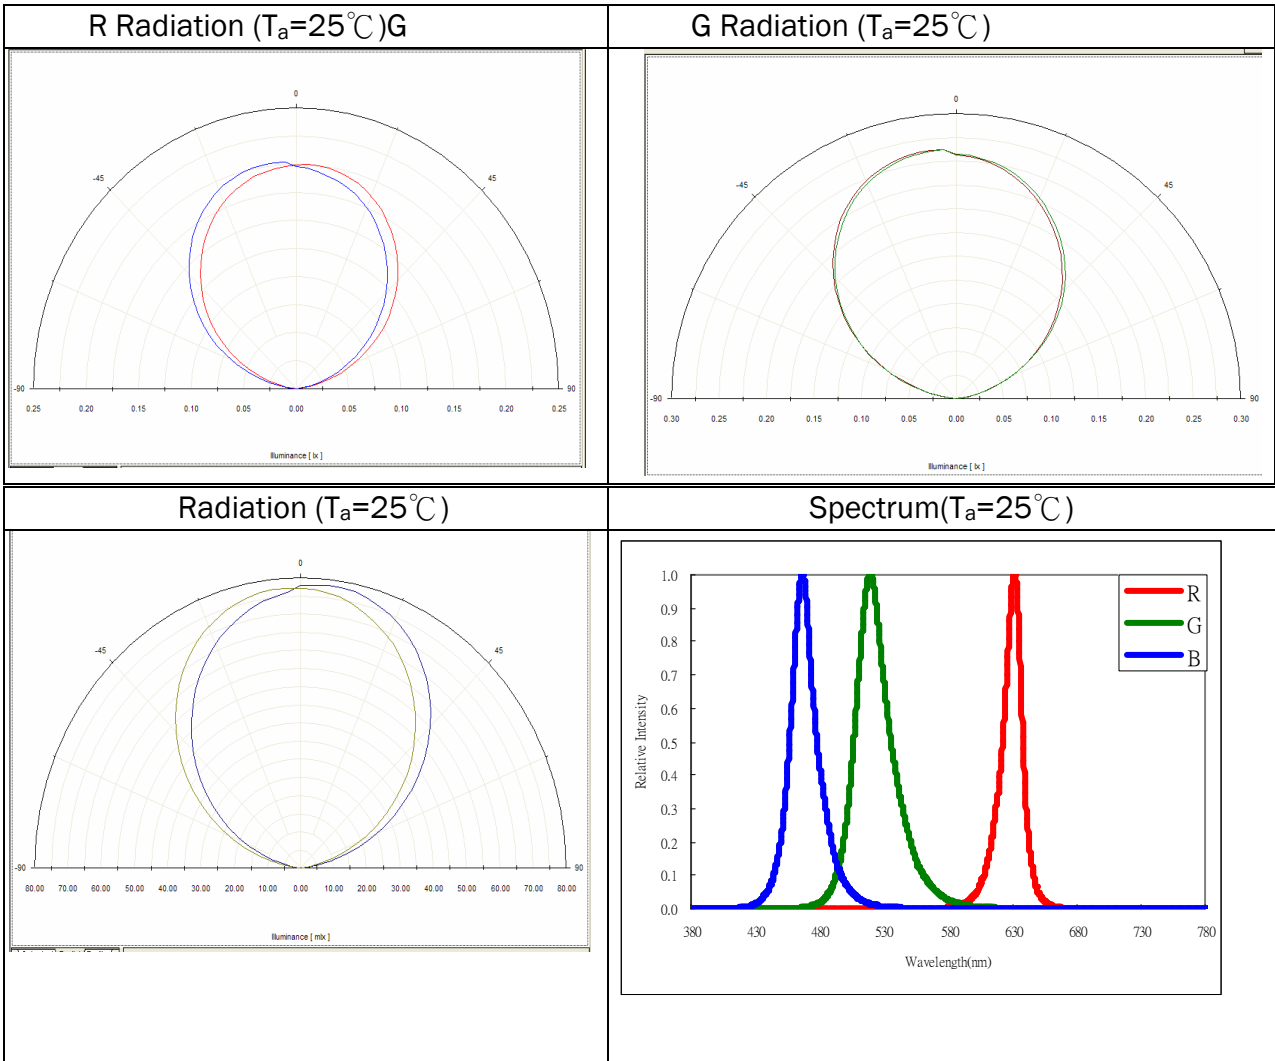 R Radiation (Ta=25℃)G
G Radiation (Ta=25℃)
0
-45 45
-90 90
0.25 0.20 0.15 0.10 0.05 0.00 0.05 0.10 0.15 0.20 0.25
Illuminance [ lx ]
0
-45 45
-90 90
0.30 0.25 0.20 0.15 0.10 0.05 0.00 0.05 0.10 0.15 0.20 0.25 0.30
Illuminance [ lx ]
Radiation (Ta=25℃)
Spectrum(Ta=25℃)
0
-45 45
-90 90
80.00 70.00 60.00 50.00 40.00 30.00 20.00 10.00 0.00 10.00 20.00 30.00 40.00 50.00 60.00 70.00 80.00
Illuminance [ mlx ]
Relative Intensity
1.0
0.9
0.8
0.7
0.6
0.5
0.4
0.3
0.2
0.1
0.0
R
G
B
380 430 480 530 580 630 680 730 780
Wavelength(nm)